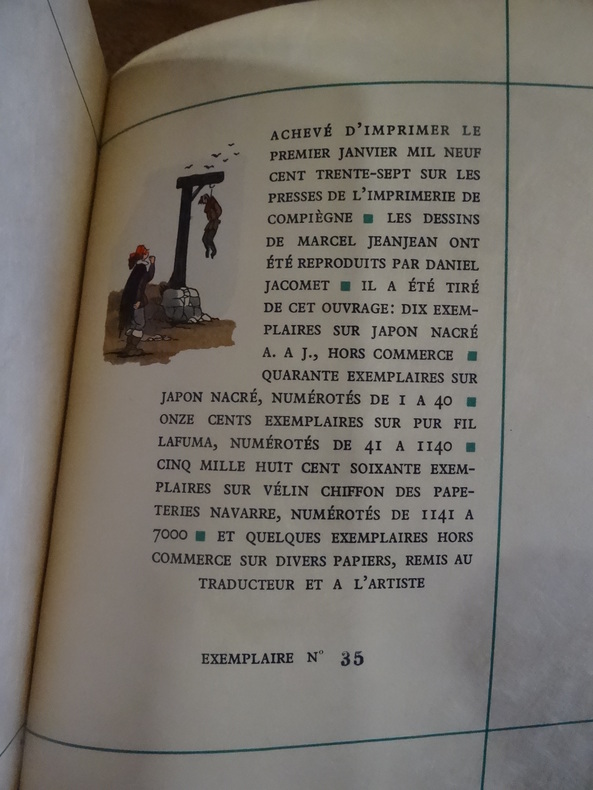 ACHEVÉ D'IMPRIMER LE
PREMIER JANVIER MIL NEUF
CENT TRENTE-SEPT SUR LES
PRESSES DE L'IMPRIMERIE DE
COMPIÈGNE ■ LES DESSINS
DE MARCEL JEANJEAN ONT
ÉTÉ REPRODUITS PAR DANIEL
JACOMET ■ IL A ÉTÉ TIRÉ
DE CET OUVRAGE: DIX EXEM-
PLAIRES SUR JAPON NACRÉ
A. A J., HORS COMMERCE ■
QUARANTE EXEMPLAIRES SUR
JAPON NACRÉ, NUMÉROTÉS DE 1 A 40 ■
ONZE CENTS EXEMPLAIRES SUR PUR FIL
LAFUMA, NUMÉROTÉS DE 41 A 1140 ■
CINQ MILLE HUIT CENT SOIXANTE EXEM-
PLAIRES SUR VÉLIN CHIFFON DES PAPE-
TERIES NAVARRE, NUMÉROTÉS DE 1141 A
7000 ■ ET QUELQUES EXEMPLAIRES HORS
COMMERCE SUR DIVERS PAPIERS, REMIS AU
TRADUCTEUR ET A L'ARTISTE
EXEMPLAIRE N° 35